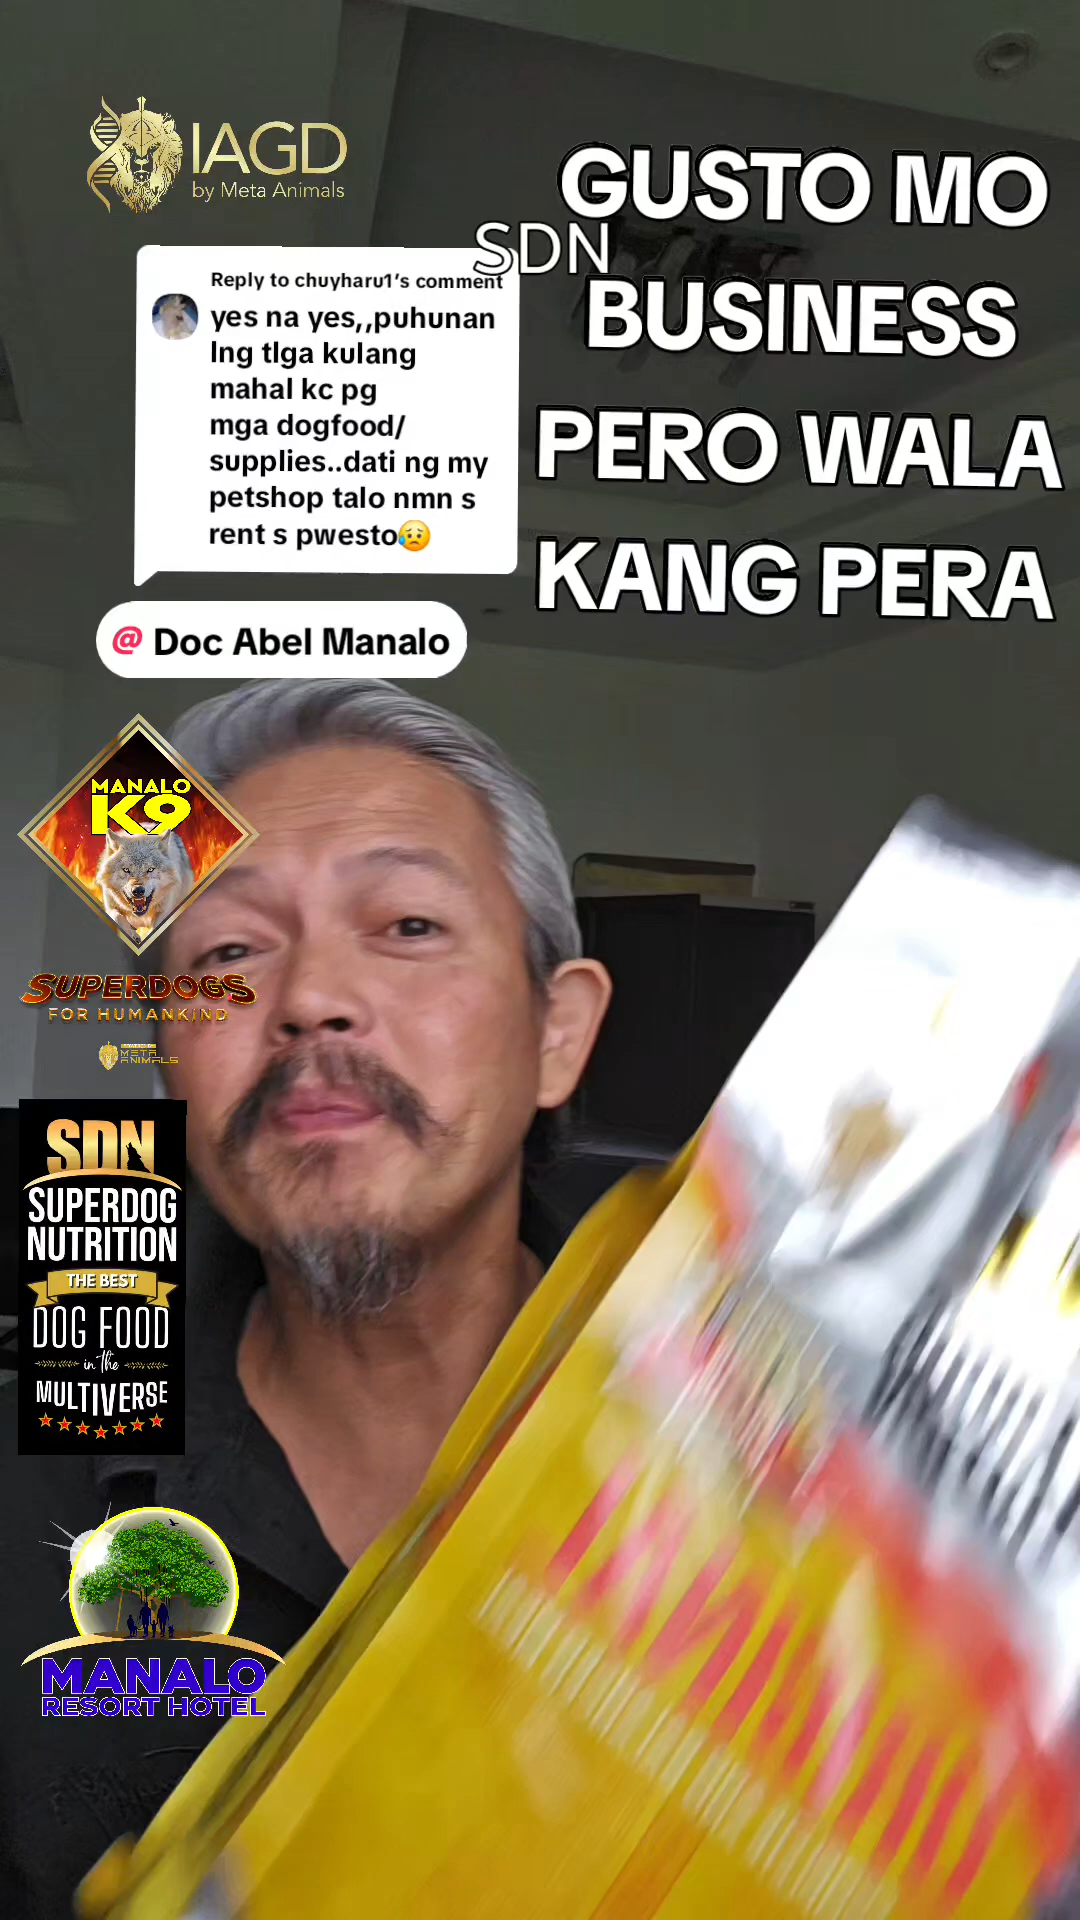 IAGD
by Meta Animals
GUSTO MO
BUSINESS
PERO WALA
KANG PERA
SDN
Reply to chuyharu1's comment
yes na yes,,puhunan
lng tlga kulang
mahal kc pg
mga dogfood/
supplies..dati ng my
petshop talo nmn s
rent s pwesto😥
@ Doc Abel Manalo
MANALO
K9
SUPERDOGS
FOR HUMANKIND
META
ANIMALS
SDN
SUPERDOG
NUTRITION
THE BEST
DOG FOOD
in the
MULTIVERSE
MANALO
RESORT HOTEL